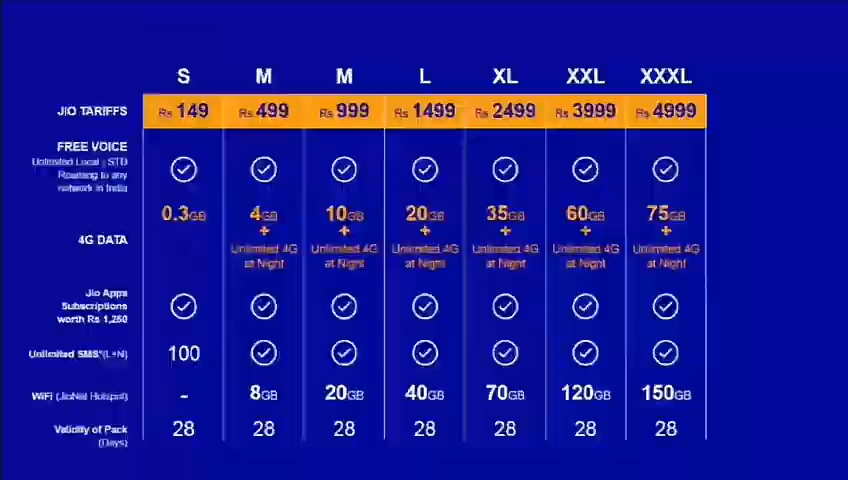 S M M L XL XXL XXXL
JIO TARIFFS Rs 149 Rs 499 Rs 999 Rs 1499 Rs 2499 Rs 3999 Rs 4999
FREE VOICE
Unlimited Local, STD
Roaming to any
network in India
0.3GB 4GB 10GB 20GB 35GB 60GB 75GB
+ + + + + +
4G DATA
Unlimited 4G Unlimited 4G Unlimited 4G Unlimited 4G Unlimited 4G Unlimited 4G
at Night at Night at Night at Night at Night at Night
Jio Apps
Subscriptions
worth Rs 1,250
Unlimited SMS*(L+N) 100
WiFi (JioNet Hotspot) - 8GB 20GB 40GB 70GB 120GB 150GB
Validity of Pack 28 28 28 28 28 28 28
(Days)